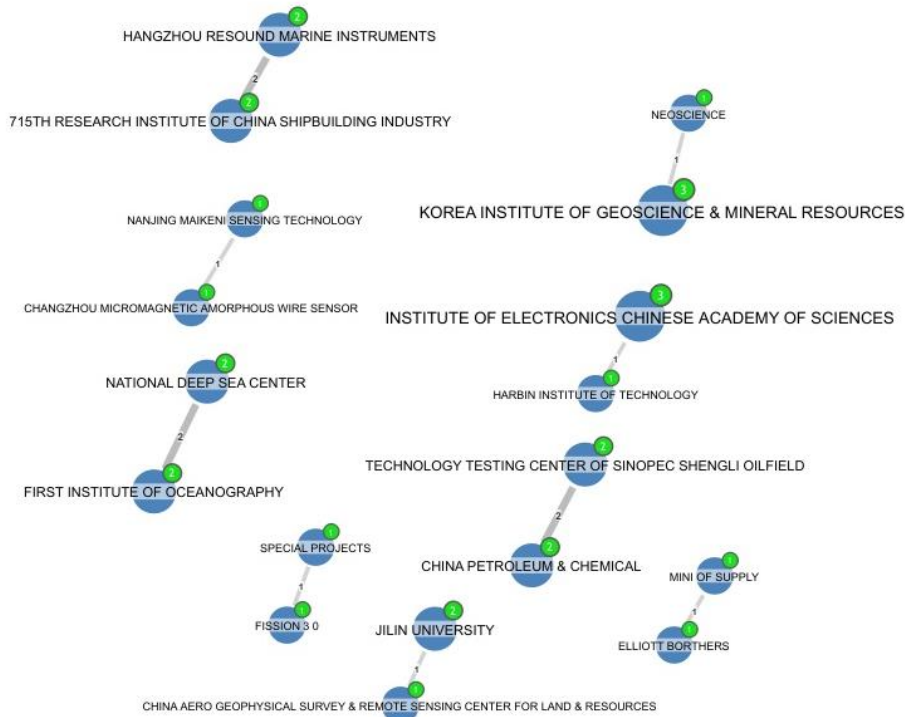 2
HANGZHOU RESOUND MARINE INSTRUMENTS
2
2
715TH RESEARCH INSTITUTE OF CHINA SHIPBUILDING INDUSTRY
1
NEOSCIENCE
1
3
KOREA INSTITUTE OF GEOSCIENCE & MINERAL RESOURCES
1
NANJING MAIKENI SENSING TECHNOLOGY
1
1
CHANGZHOU MICROMAGNETIC AMORPHOUS WIRE SENSOR
3
INSTITUTE OF ELECTRONICS CHINESE ACADEMY OF SCIENCES
1
1
HARBIN INSTITUTE OF TECHNOLOGY
2
NATIONAL DEEP SEA CENTER
2
2
FIRST INSTITUTE OF OCEANOGRAPHY
2
TECHNOLOGY TESTING CENTER OF SINOPEC SHENGLI OILFIELD
2
2
CHINA PETROLEUM & CHEMICAL
1
SPECIAL PROJECTS
1
1
FISSION 3 0
1
MINI OF SUPPLY
1
1
ELLIOTT BORTHERS
2
JILIN UNIVERSITY
1
1
CHINA AERO GEOPHYSICAL SURVEY & REMOTE SENSING CENTER FOR LAND & RESOURCES